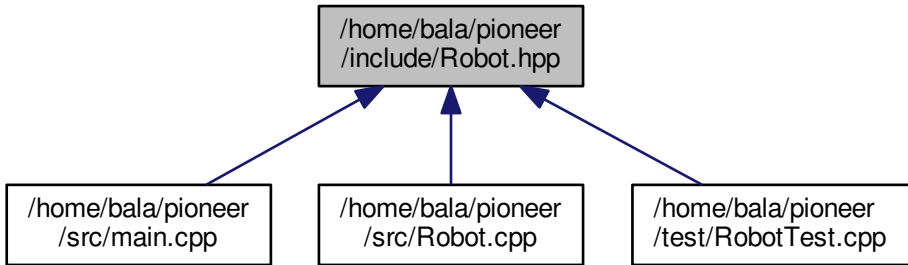 /home/bala/pioneer
/include/Robot.hpp
/home/bala/pioneer
/src/main.cpp
/home/bala/pioneer
/src/Robot.cpp
/home/bala/pioneer
/test/RobotTest.cpp